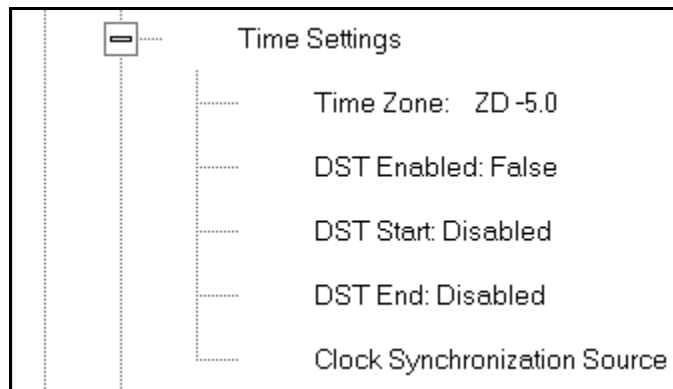 Time Settings
Time Zone: ZD -5.0
DST Enabled: False
DST Start: Disabled
DST End: Disabled
Clock Synchronization Source